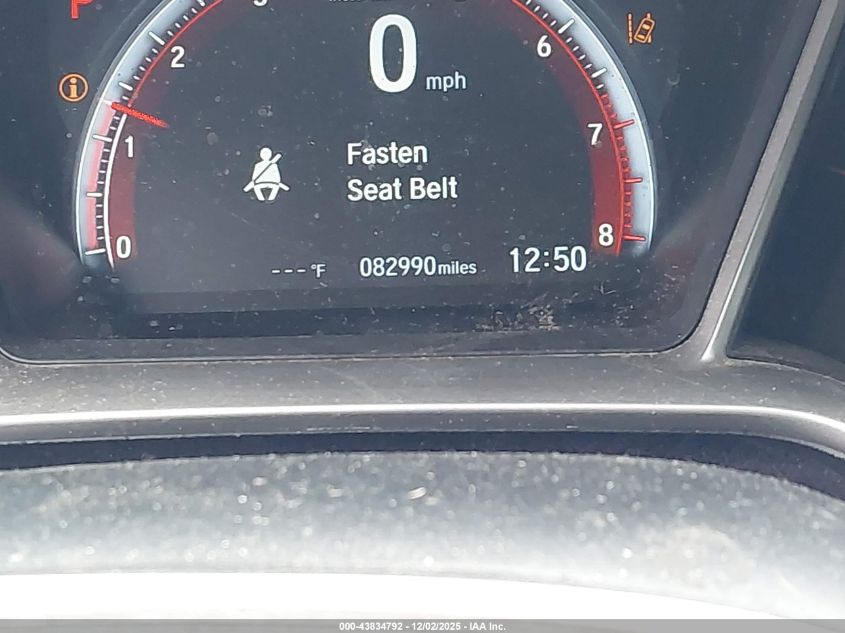 P
3
2
6
0 mph
i
1
7
Fasten
Seat Belt
0
8
---°F 082990miles 12:50
000-43834792 - 12/02/2025 - IAA Inc.